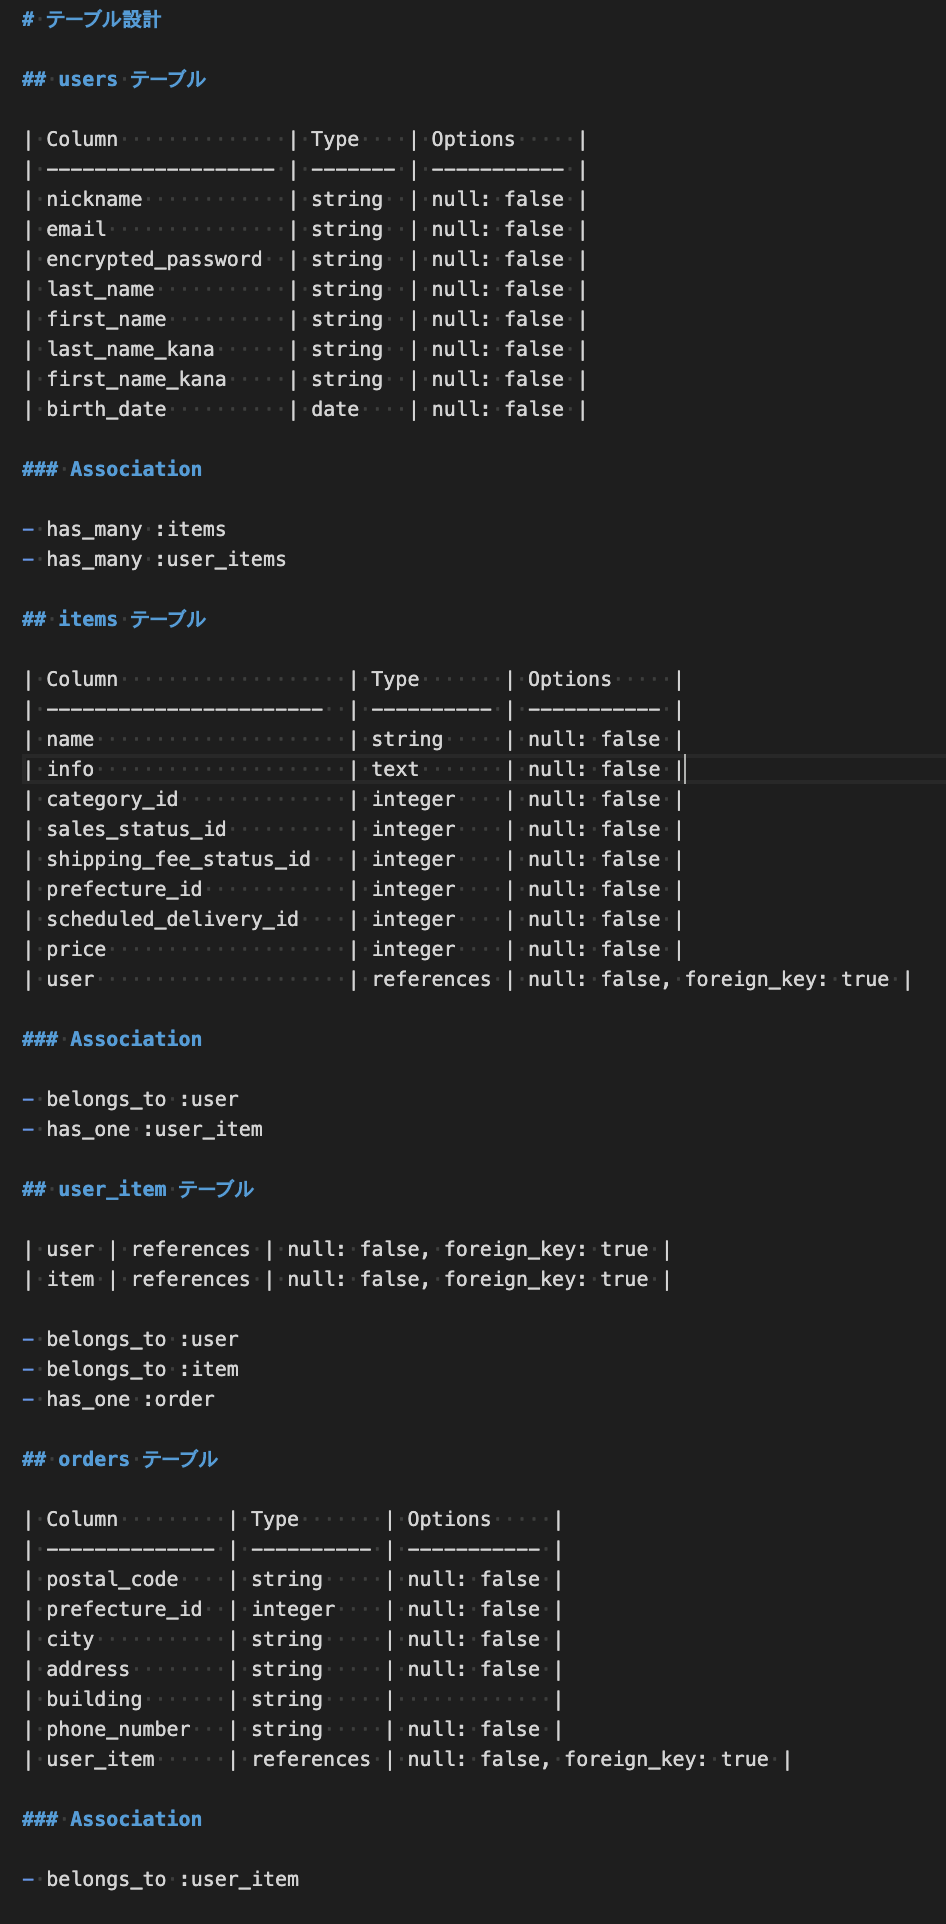 # テーブル設計
## users テーブル
| Column              | Type    | Options     |
| ------------------- | ------- | ----------- |
| nickname            | string  | null: false |
| email               | string  | null: false |
| encrypted_password  | string  | null: false |
| last_name           | string  | null: false |
| first_name          | string  | null: false |
| last_name_kana      | string  | null: false |
| first_name_kana     | string  | null: false |
| birth_date          | date    | null: false |
### Association
- has_many :items
- has_many :user_items
## items テーブル
| Column                   | Type       | Options     |
| -----------------------  | ---------- | ----------- |
| name                     | string     | null: false |
| info                     | text       | null: false |
| category_id              | integer    | null: false |
| sales_status_id          | integer    | null: false |
| shipping_fee_status_id   | integer    | null: false |
| prefecture_id            | integer    | null: false |
| scheduled_delivery_id    | integer    | null: false |
| price                    | integer    | null: false |
| user                     | references | null: false, foreign_key: true |
### Association
- belongs_to :user
- has_one :user_item
## user_item テーブル
| user | references | null: false, foreign_key: true |
| item | references | null: false, foreign_key: true |
- belongs_to :user
- belongs_to :item
- has_one :order
## orders テーブル
| Column         | Type       | Options     |
| -------------- | ---------- | ----------- |
| postal_code    | string     | null: false |
| prefecture_id  | integer    | null: false |
| city           | string     | null: false |
| address        | string     | null: false |
| building       | string     |             |
| phone_number   | string     | null: false |
| user_item      | references | null: false, foreign_key: true |
### Association
- belongs_to :user_item